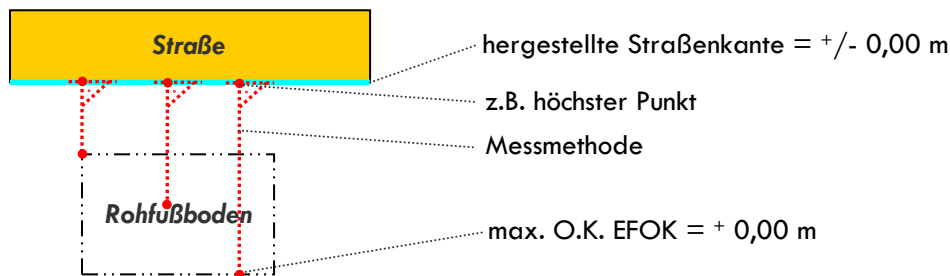 Straße
hergestellte Straßenkante = +/- 0,00 m
z.B. höchster Punkt
Messmethode
Rohfußboden
max. O.K. EFOK = + 0,00 m